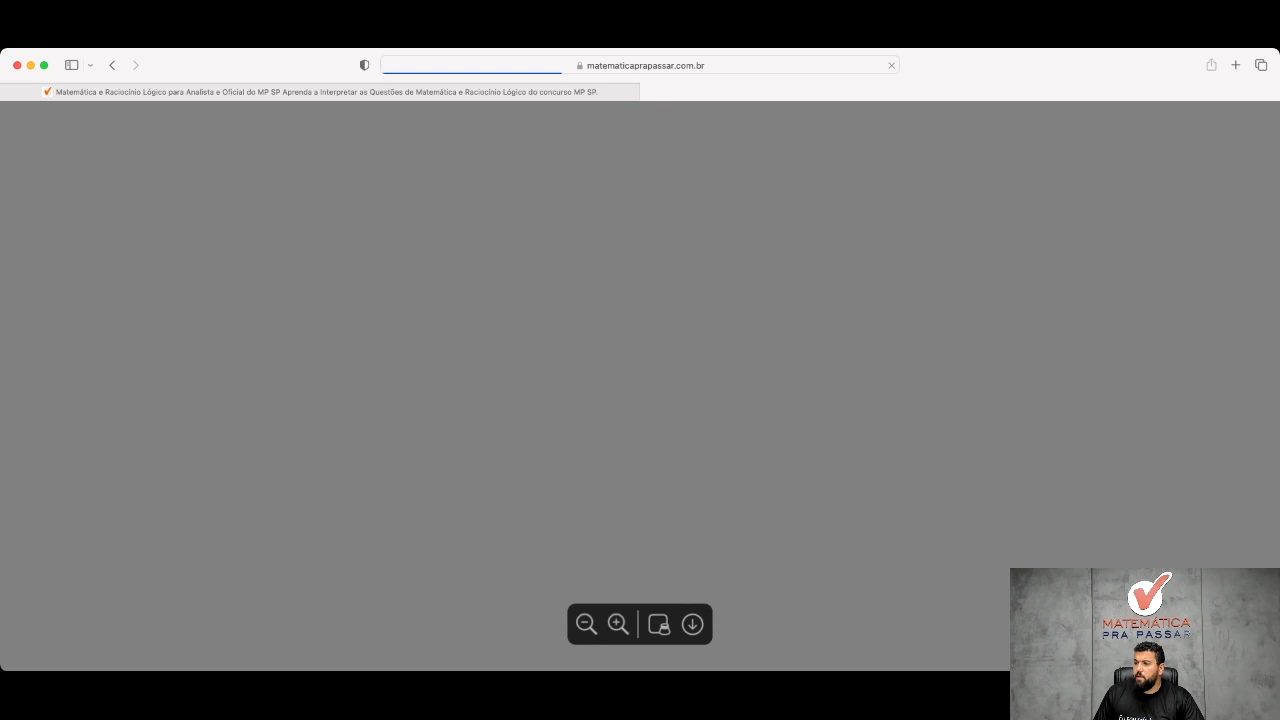 matematicaprapassar.com.br
Matemática e Raciocínio Lógico para Analista e Oficial do MP SP Aprenda a Interpretar as Questões de Matemática e Raciocínio Lógico do concurso MP SP.
MATEMÁTICA
PRA PASSAR